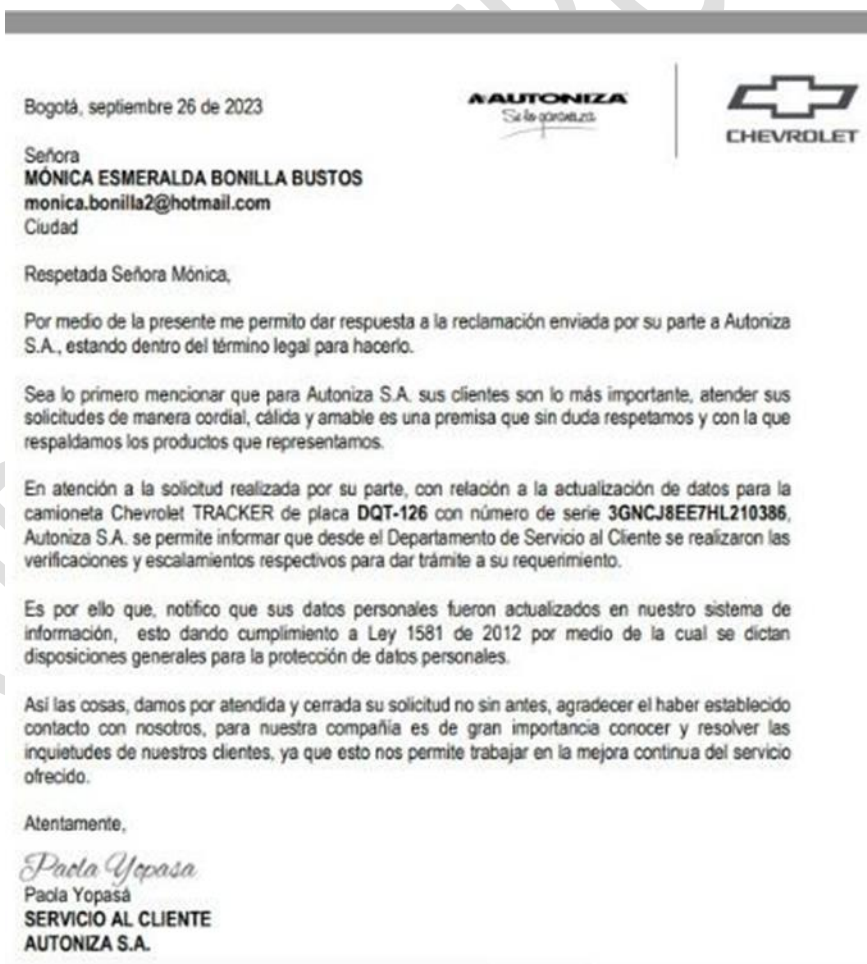 Bogotá, septiembre 26 de 2023
AUTONIZA
Se lo garantiza
CHEVROLET
Señora
MÓNICA ESMERALDA BONILLA BUSTOS
monica.bonilla2@hotmail.com
Ciudad
Respetada Señora Mónica,
Por medio de la presente me permito dar respuesta a la reclamación enviada por su parte a Autoniza
S.A., estando dentro del término legal para hacerlo.
Sea lo primero mencionar que para Autoniza S.A. sus clientes son lo más importante, atender sus
solicitudes de manera cordial, cálida y amable es una premisa que sin duda respetamos y con la que
respaldamos los productos que representamos.
En atención a la solicitud realizada por su parte, con relación a la actualización de datos para la
camioneta Chevrolet TRACKER de placa DQT-126 con número de serie 3GNCJ8EE7HL210386,
Autoniza S.A. se permite informar que desde el Departamento de Servicio al Cliente se realizaron las
verificaciones y escalamientos respectivos para dar trámite a su requerimiento.
Es por ello que, notifico que sus datos personales fueron actualizados en nuestro sistema de
información, esto dando cumplimiento a Ley 1581 de 2012 por medio de la cual se dictan
disposiciones generales para la protección de datos personales.
Así las cosas, damos por atendida y cerrada su solicitud no sin antes, agradecer el haber establecido
contacto con nosotros, para nuestra compañía es de gran importancia conocer y resolver las
inquietudes de nuestros clientes, ya que esto nos permite trabajar en la mejora continua del servicio
ofrecido.
Atentamente,
Paola Yopasa
Paola Yopasá
SERVICIO AL CLIENTE
AUTONIZA S.A.